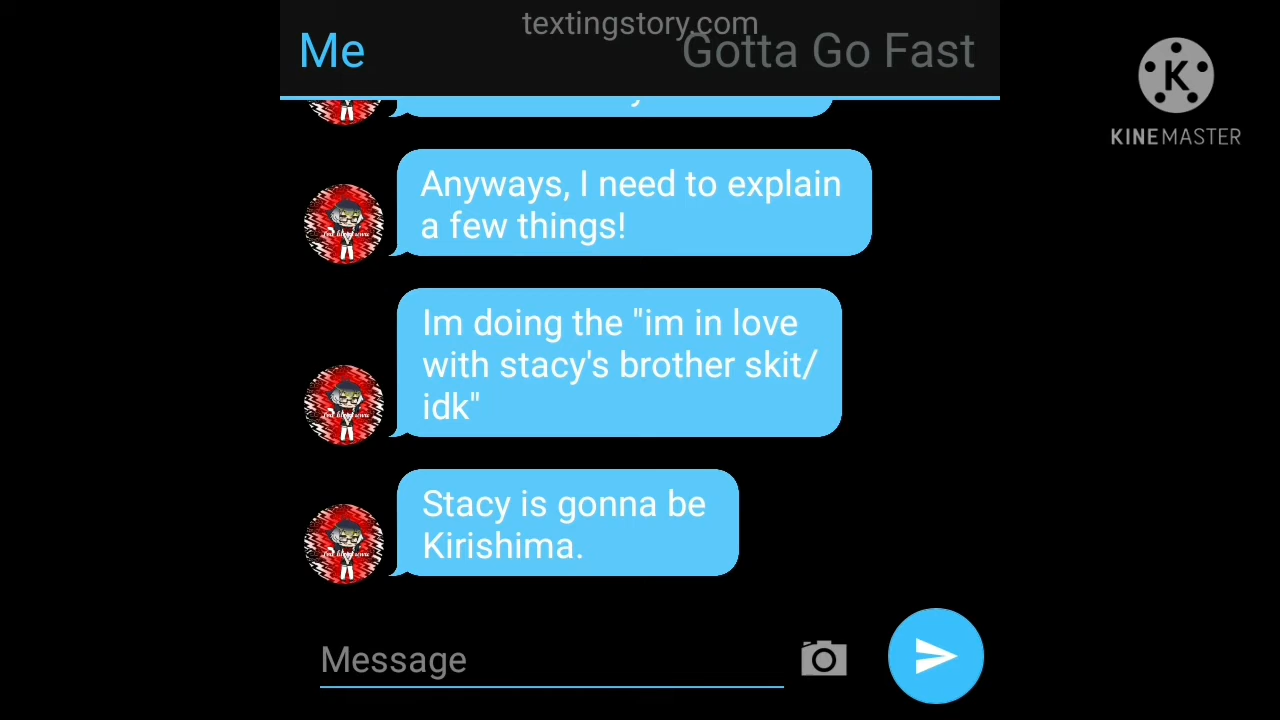 textingstory.com
Me
Gotta Go Fast
KINEMASTER
Anyways, I need to explain
a few things!
Im doing the "im in love
with stacy's brother skit/
idk"
Stacy is gonna be
Kirishima.
Message